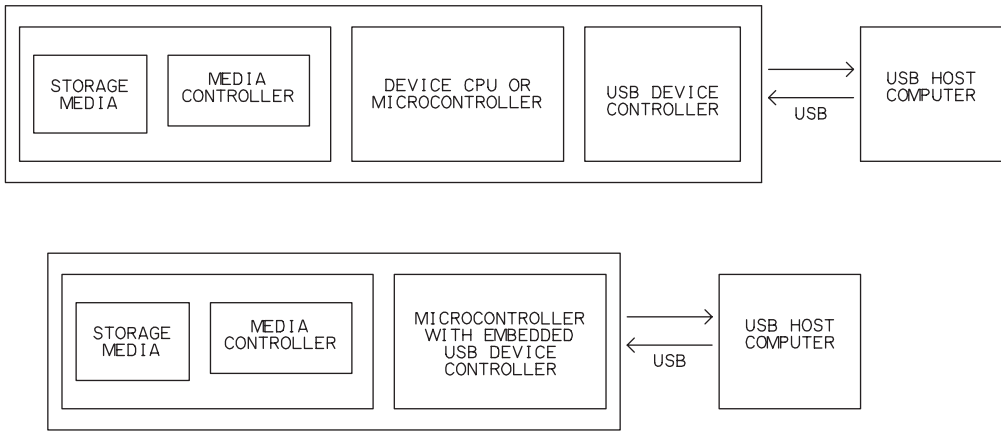 STORAGE
MEDIA
MEDIA
CONTROLLER
DEVICE CPU OR
MICROCONTROLLER
USB DEVICE
CONTROLLER
USB
USB HOST
COMPUTER
STORAGE
MEDIA
MEDIA
CONTROLLER
MICROCONTROLLER
WITH EMBEDDED
USB DEVICE
CONTROLLER
USB
USB HOST
COMPUTER